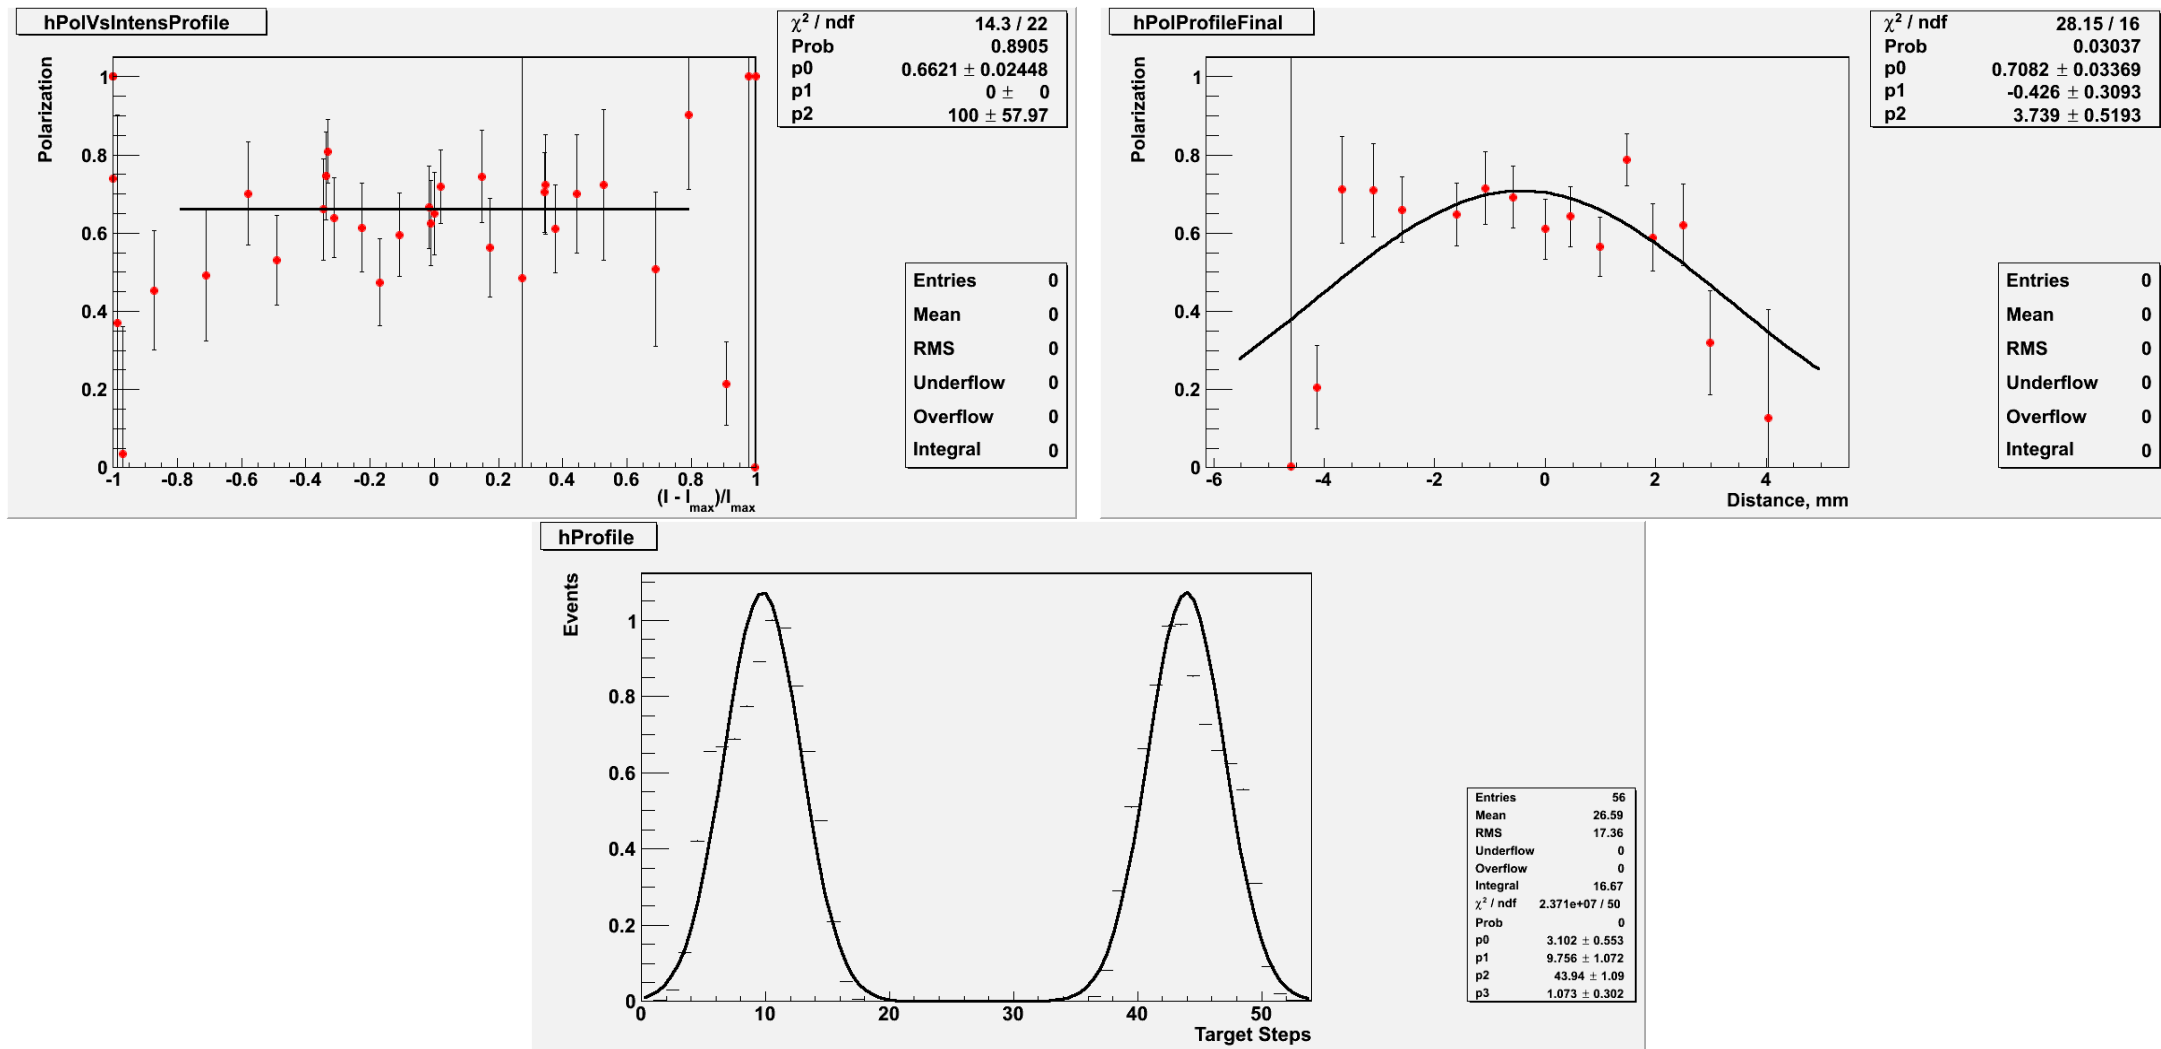 hPolVsIntensProfile
χ² / ndf 14.3 / 22
Prob 0.8905
p0 0.6621 ± 0.02448
p1 0 ± 0
p2 100 ± 57.97
Polarization
1
0.8
0.6
0.4
0.2
0
-1 -0.8 -0.6 -0.4 -0.2 0 0.2 0.4 0.6 0.8 1
(I - Imax)/Imax
Entries 0
Mean 0
RMS 0
Underflow 0
Overflow 0
Integral 0
hPolProfileFinal
χ² / ndf 28.15 / 16
Prob 0.03037
p0 0.7082 ± 0.03369
p1 -0.426 ± 0.3093
p2 3.739 ± 0.5193
Polarization
1
0.8
0.6
0.4
0.2
0
-6 -4 -2 0 2 4
Distance, mm
Entries 0
Mean 0
RMS 0
Underflow 0
Overflow 0
Integral 0
hProfile
Events
1
0.8
0.6
0.4
0.2
0
0 10 20 30 40 50
Target Steps
Entries 56
Mean 26.59
RMS 17.36
Underflow 0
Overflow 0
Integral 16.67
χ² / ndf 2.371e+07 / 50
Prob 0
p0 3.102 ± 0.553
p1 9.756 ± 1.072
p2 43.94 ± 1.09
p3 1.073 ± 0.302